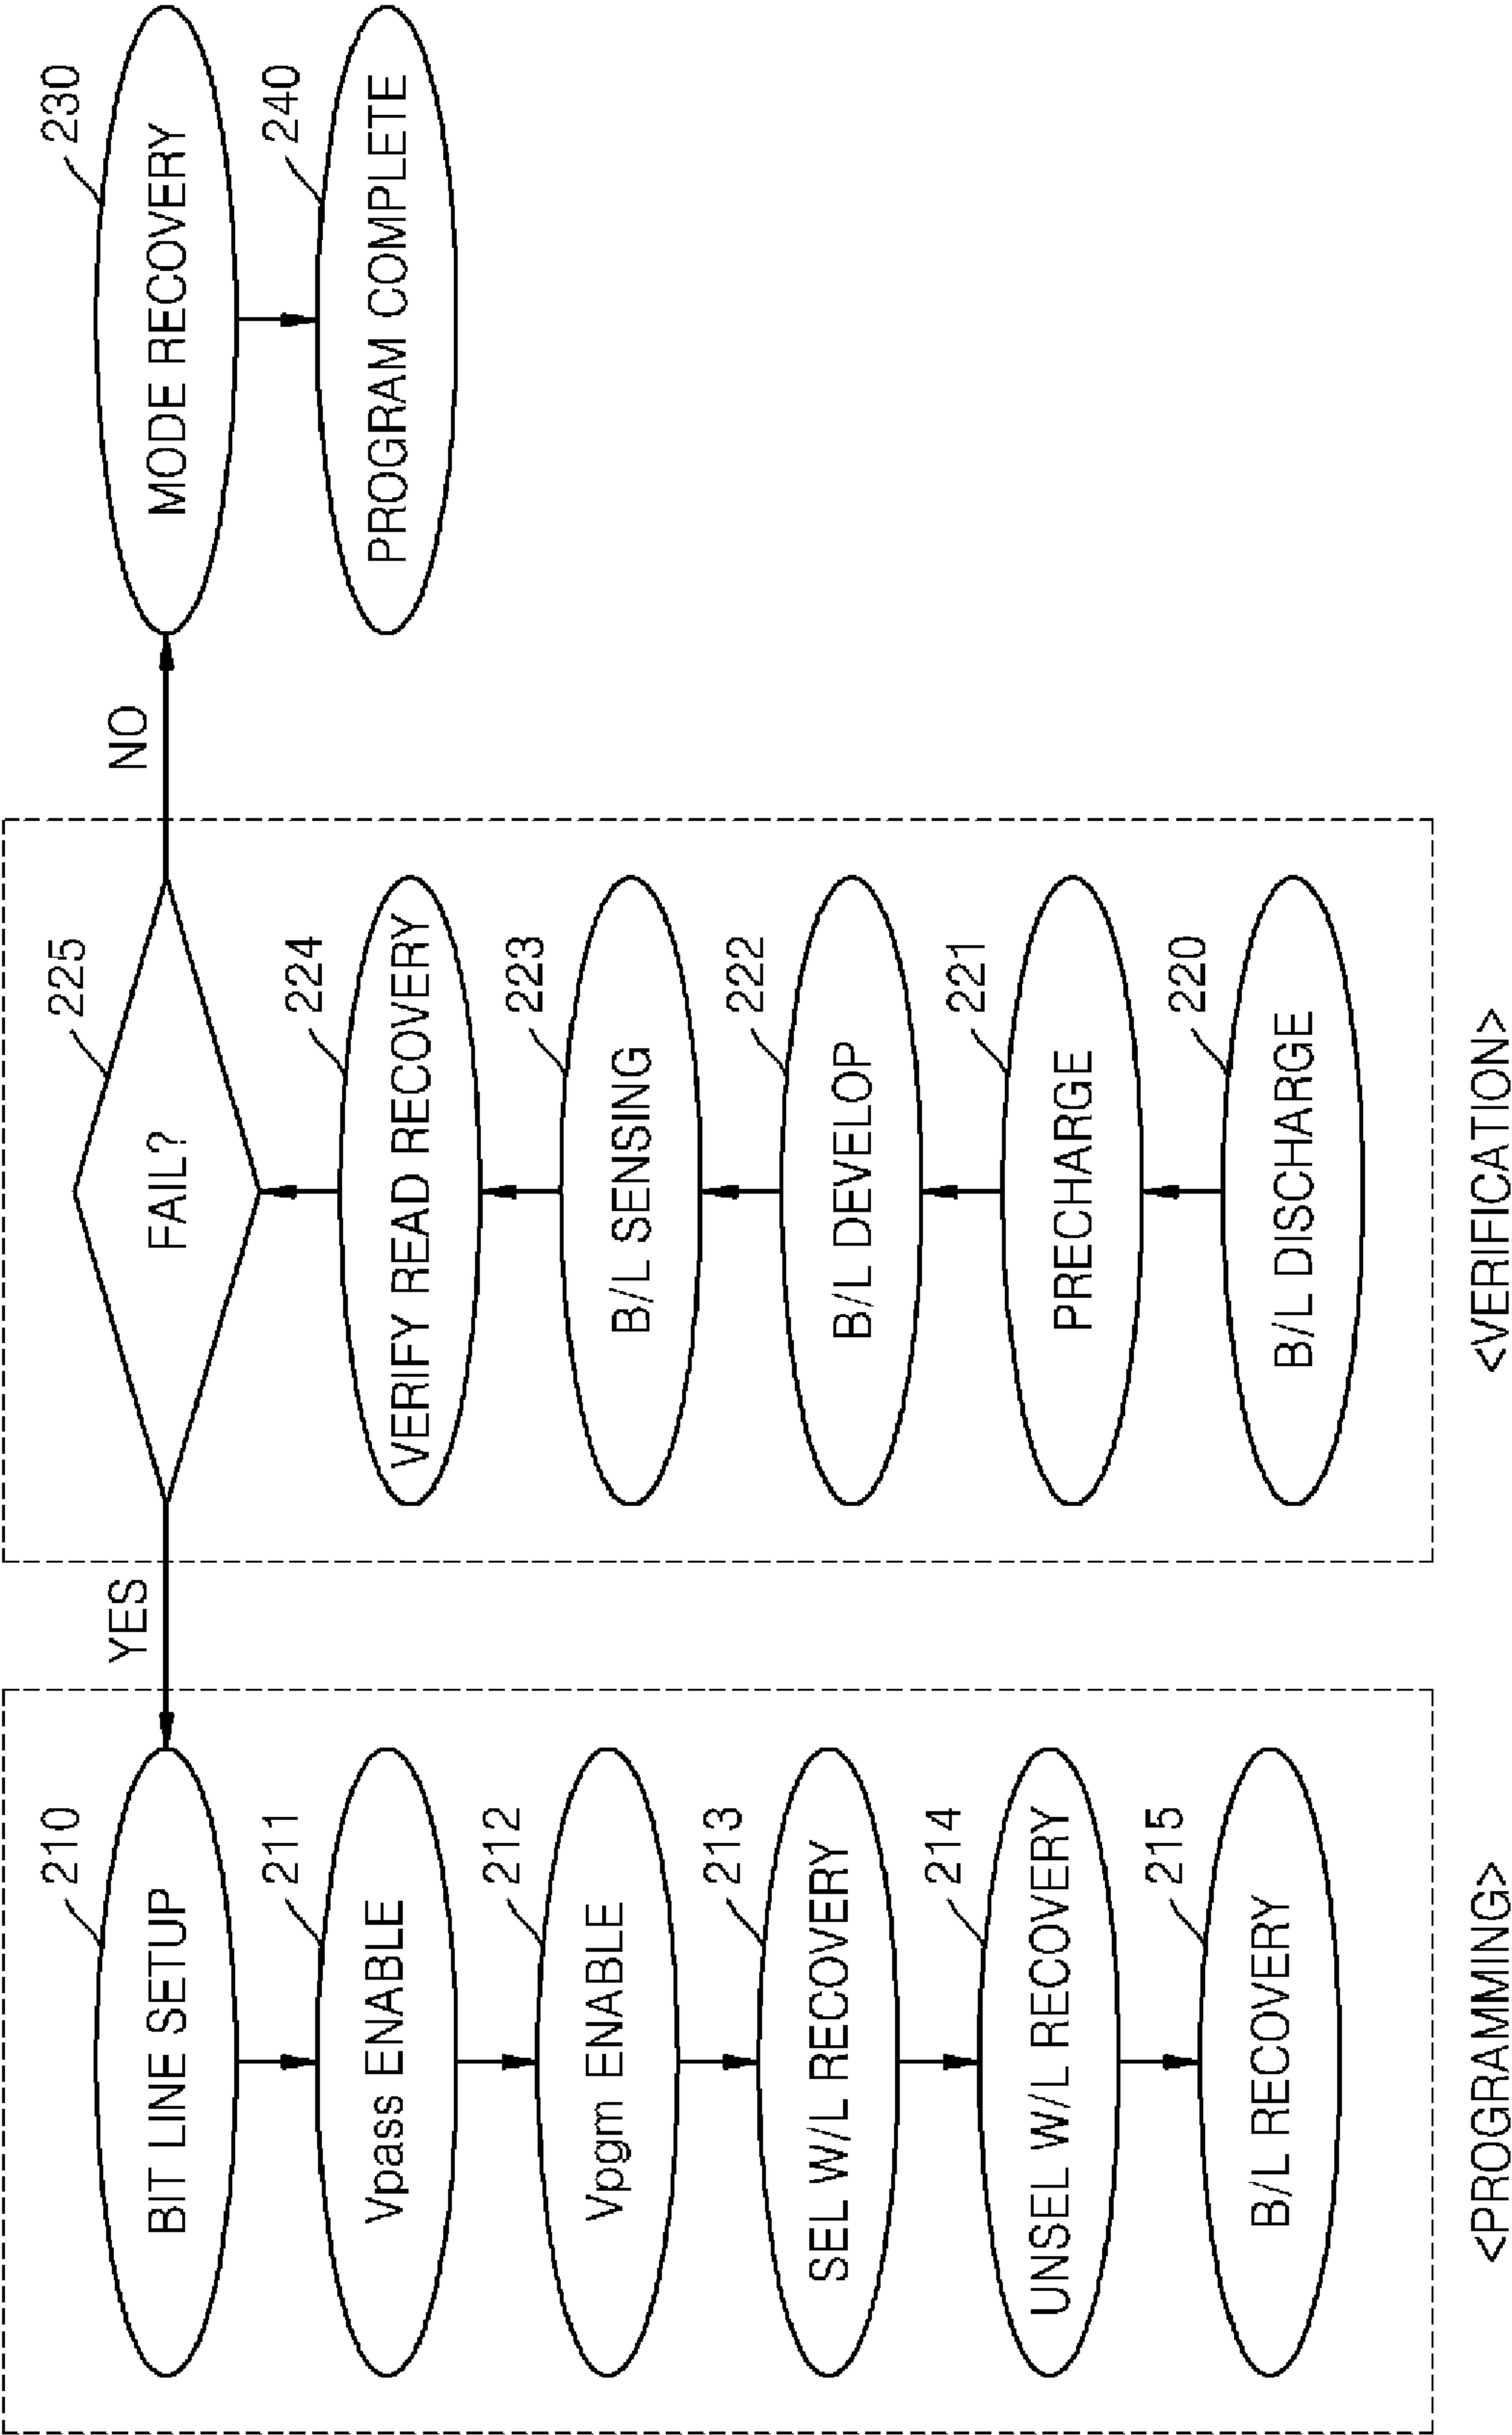 210
BIT LINE SETUP
211
Vpass ENABLE
212
Vpgm ENABLE
213
SEL W/L RECOVERY
214
UNSEL W/L RECOVERY
215
B/L RECOVERY
<PROGRAMMING>
YES
225
FAIL?
224
VERIFY READ RECOVERY
223
B/L SENSING
222
B/L DEVELOP
221
PRECHARGE
220
B/L DISCHARGE
<VERIFICATION>
NO
230
MODE RECOVERY
240
PROGRAM COMPLETE